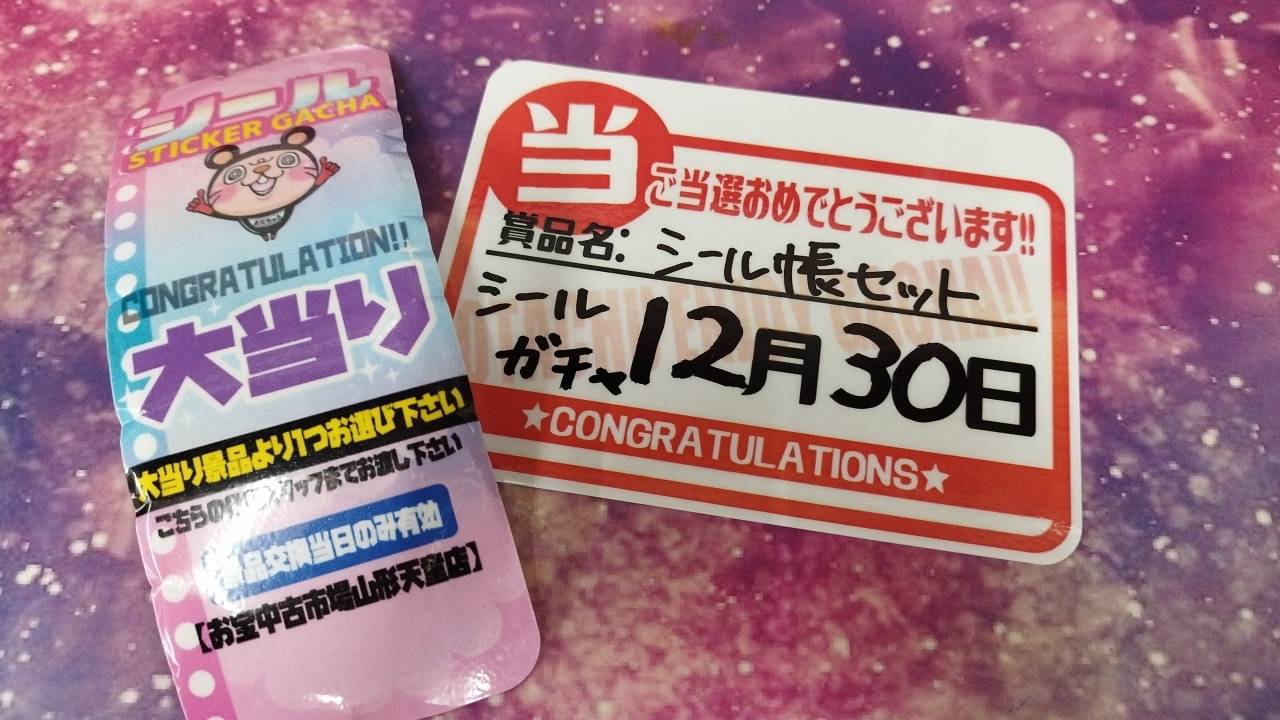 シール
STICKER GACHA
CONGRATULATION!!
大当り
大当り景品より1つお選び下さい
こちらの タッフまでお渡し下さい
景品交換当日のみ有効
【お宝中古市場山形天童店】
当
ご当選おめでとうございます!!
賞品名: シール帳セット
シール
ガチャ 12月30日
★CONGRATULATIONS★